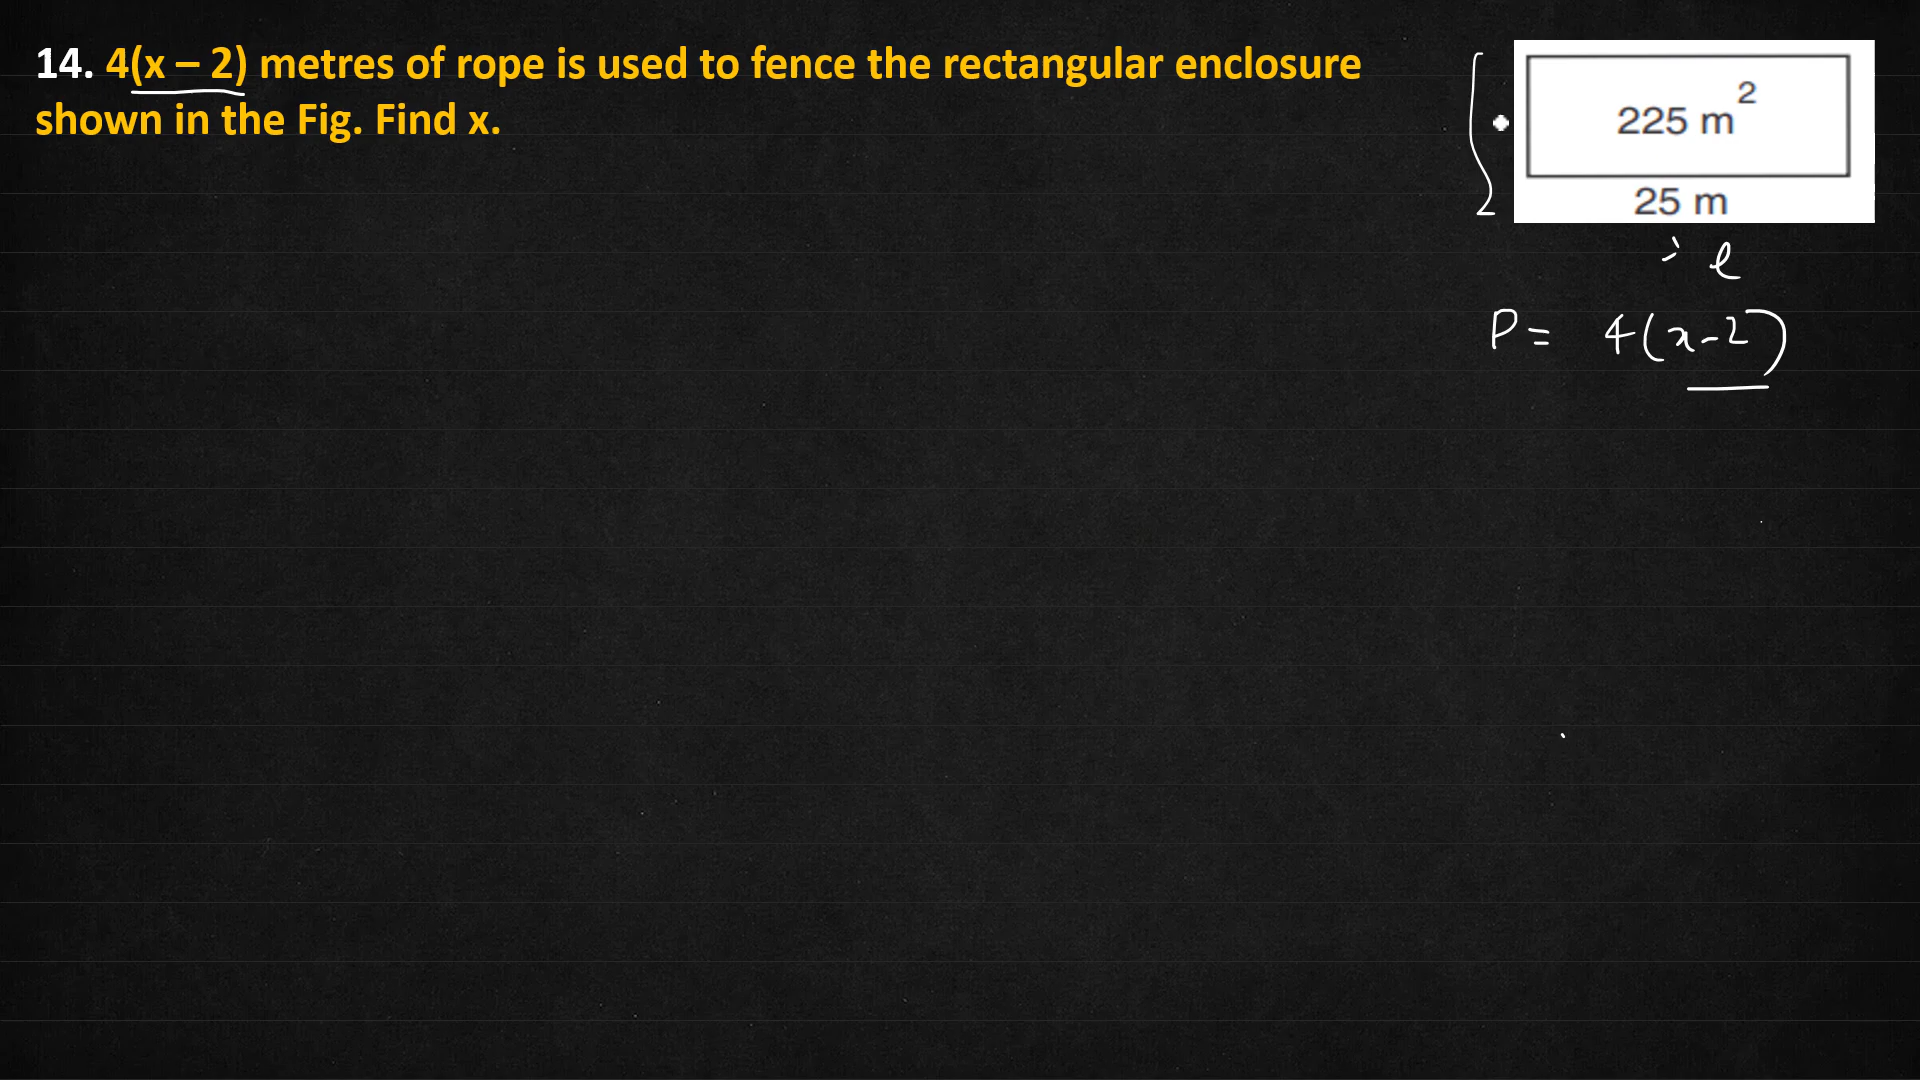 14. 4(x – 2) metres of rope is used to fence the rectangular enclosure
shown in the Fig. Find x.
225 m²
25 m
l
P = 4(x-2)